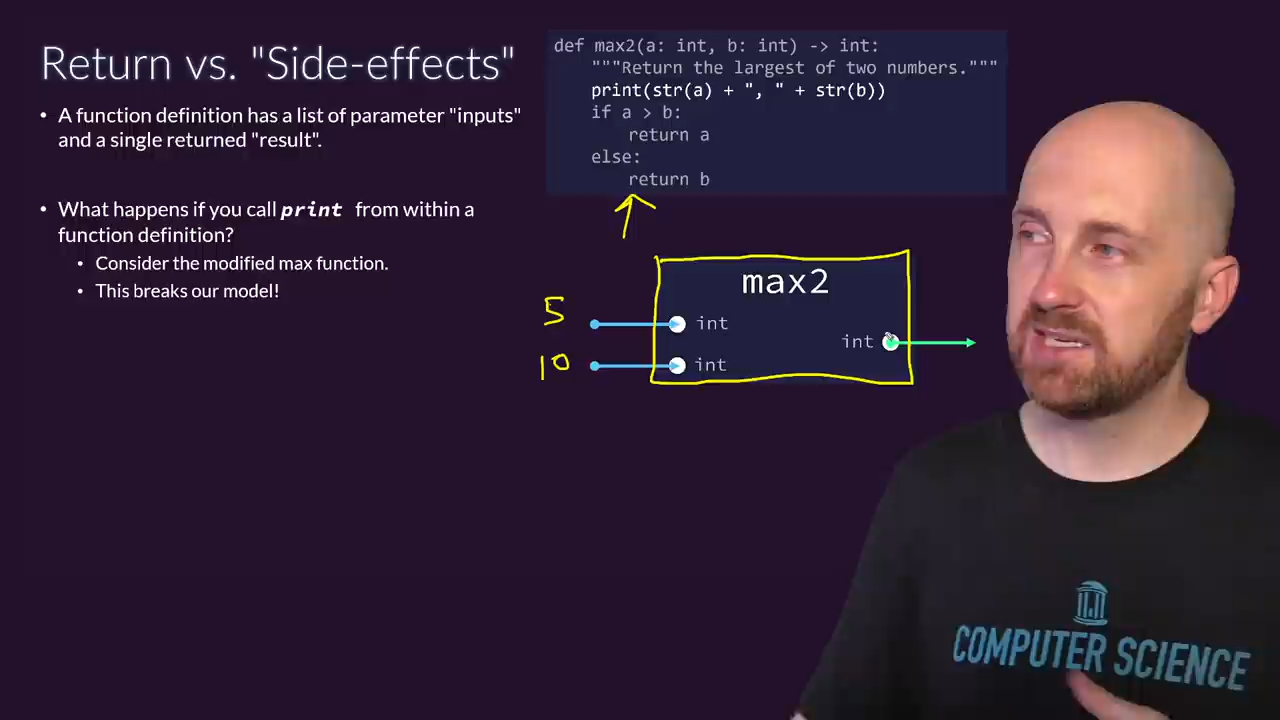 Return vs. "Side-effects"
• A function definition has a list of parameter "inputs"
and a single returned "result".
• What happens if you call print from within a
function definition?
• Consider the modified max function.
• This breaks our model!
def max2(a: int, b: int) -> int:
"""Return the largest of two numbers."""
print(str(a) + ", " + str(b))
if a > b:
return a
else:
return b
max2
5
int
int
10
int
COMPUTER SCIENCE